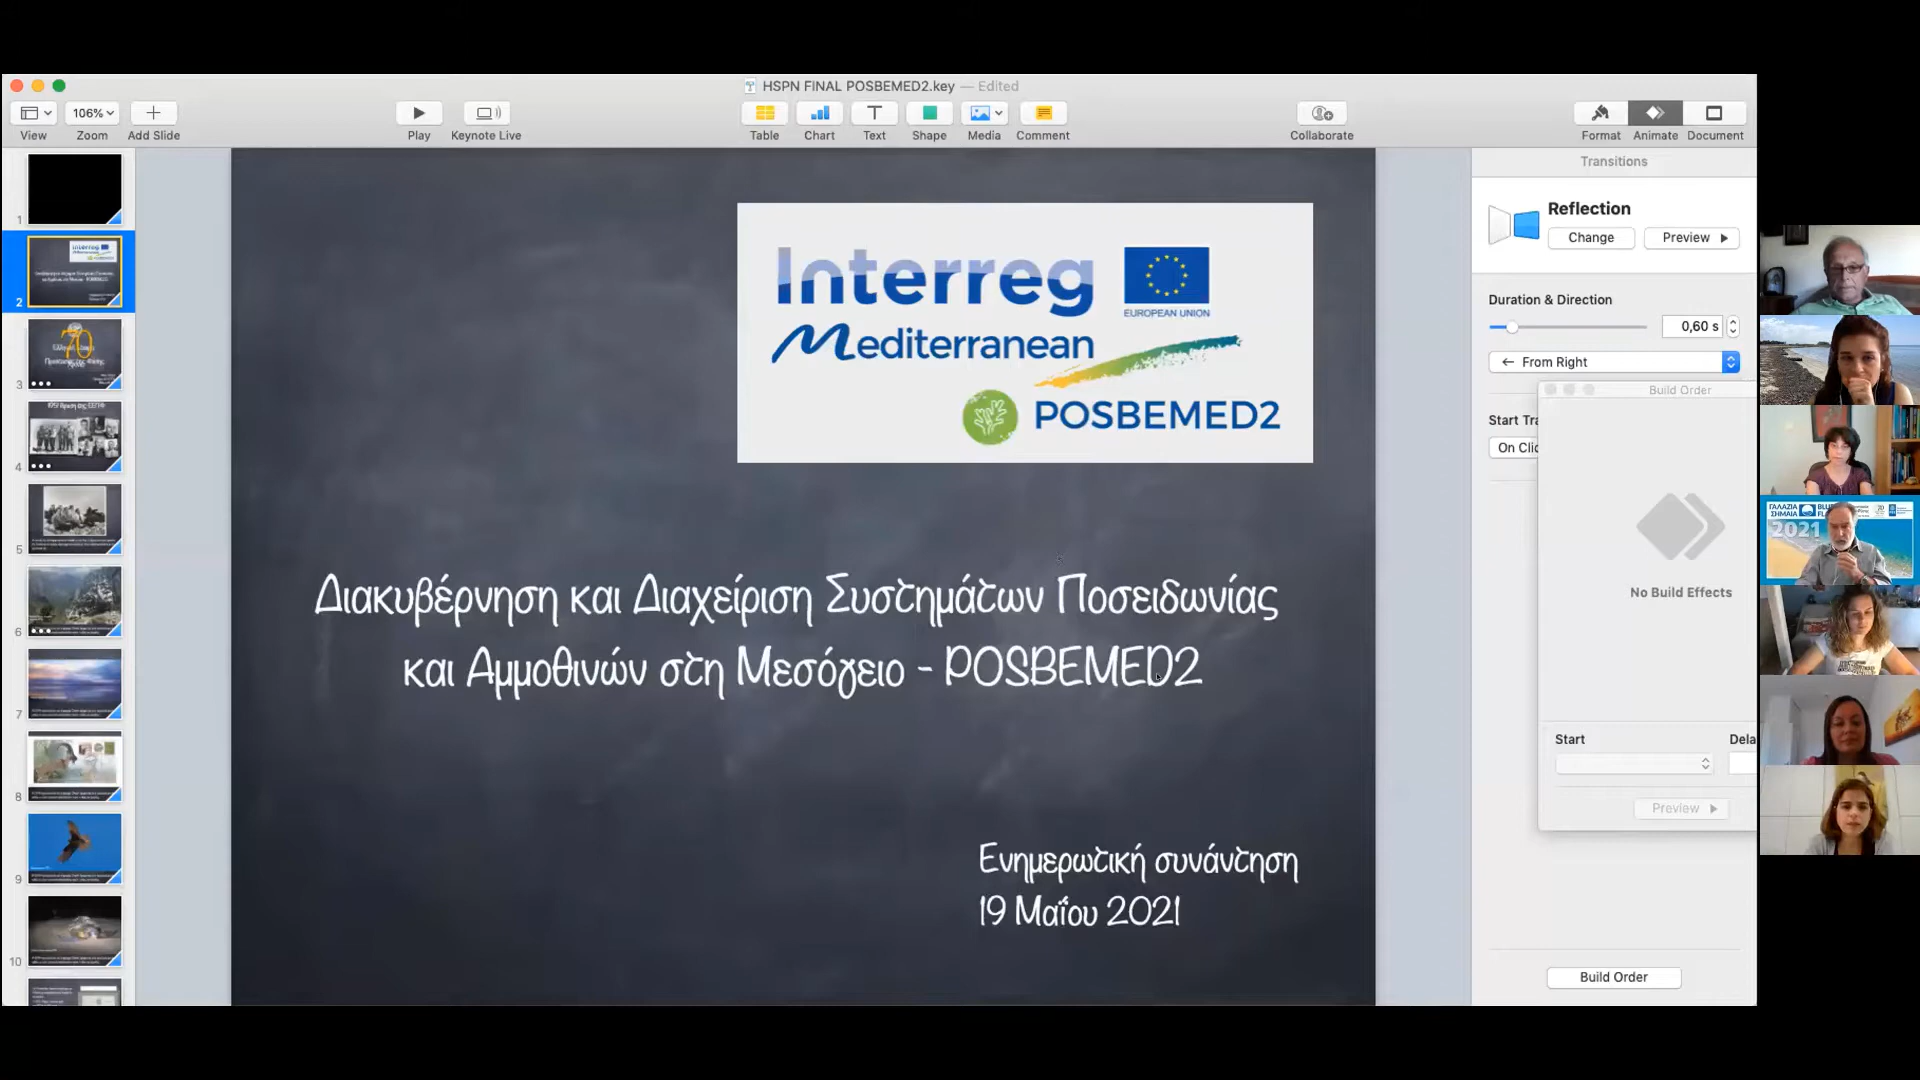 HSPN FINAL POSBEMED2.key — Edited
106%
View
Zoom
Add Slide
Play
Keynote Live
Table
Chart
Text
Shape
Media
Comment
Collaborate
Format
Animate
Document
1
2
3
4
5
6
7
8
9
10
70
Interreg
EUROPEAN UNION
Mediterranean
POSBEMED2
Διακυβέρνηση και Διαχείριση Συστημάτων Ποσειδωνίας
και Αμμοθινών στη Μεσόγειο - POSBEMED2
Ενημερωτική συνάντηση
19 Μαΐου 2021
Transitions
Reflection
Change
Preview
Duration & Direction
0,60 s
← From Right
Build Order
Start Tra
On Clic
No Build Effects
Start
Dela
Preview
Build Order
ΓΑΛΑΖΙΑ
ΣΗΜΑΙΑ
2021